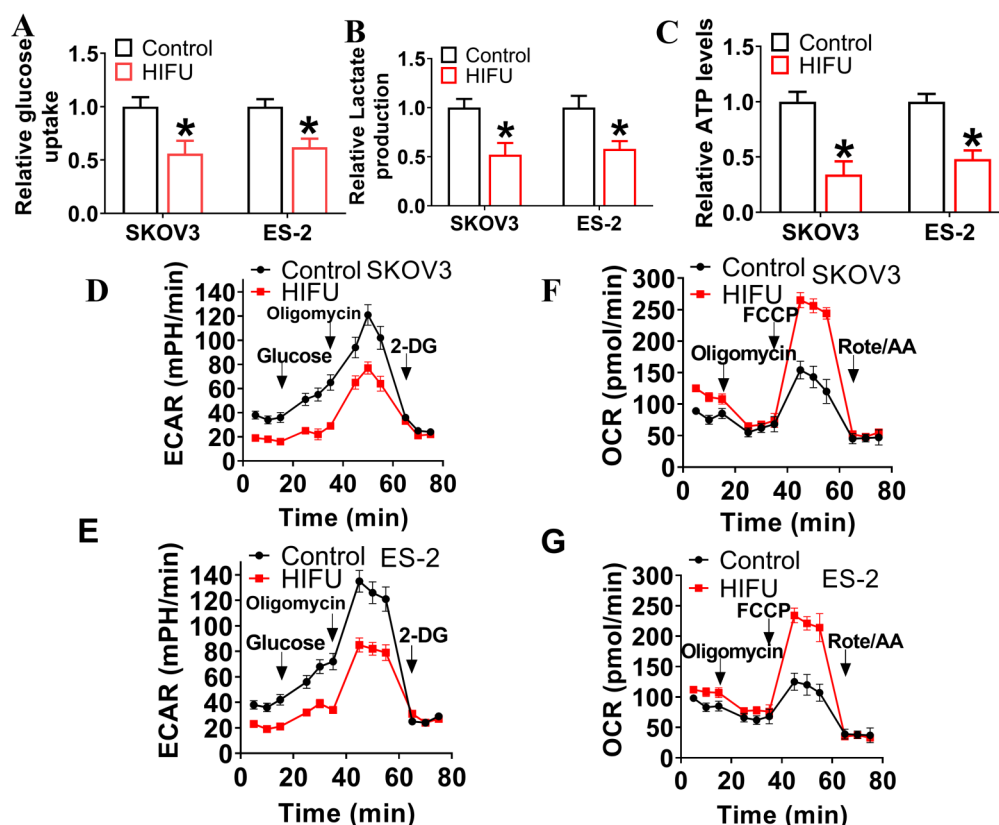 A
Control
HIFU
Relative glucose
uptake
1.5
1.0
0.5
0.0
*
*
SKOV3
ES-2
B
Control
HIFU
Relative Lactate
production
1.5
1.0
0.5
0.0
*
*
SKOV3
ES-2
C
Control
HIFU
Relative ATP levels
1.5
1.0
0.5
0.0
*
*
SKOV3
ES-2
D
Control SKOV3
HIFU
ECAR (mPH/min)
140
120
100
80
60
40
20
0
Oligomycin
Glucose
2-DG
0 20 40 60 80
Time (min)
F
Control SKOV3
HIFU
OCR (pmol/min)
300
250
200
150
100
50
0
FCCP
Oligomycin
Rote/AA
0 20 40 60 80
Time (min)
E
Control ES-2
HIFU
ECAR (mPH/min)
140
120
100
80
60
40
20
0
Oligomycin
Glucose
2-DG
0 20 40 60 80
Time (min)
G
Control
HIFU
ES-2
OCR (pmol/min)
300
250
200
150
100
50
0
FCCP
Oligomycin
Rote/AA
0 20 40 60 80
Time (min)